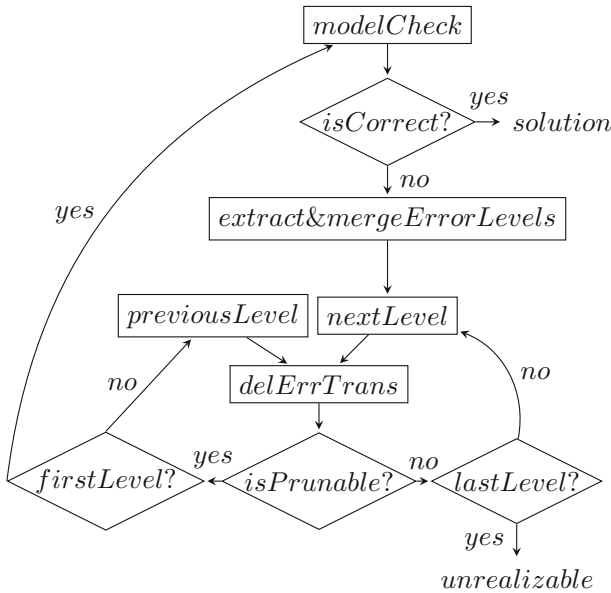 modelCheck
isCorrect?
yes
solution
no
extract&mergeErrorLevels
yes
previousLevel
nextLevel
no
no
delErrTrans
firstLevel?
yes
isPrunable?
no
lastLevel?
yes
unrealizable